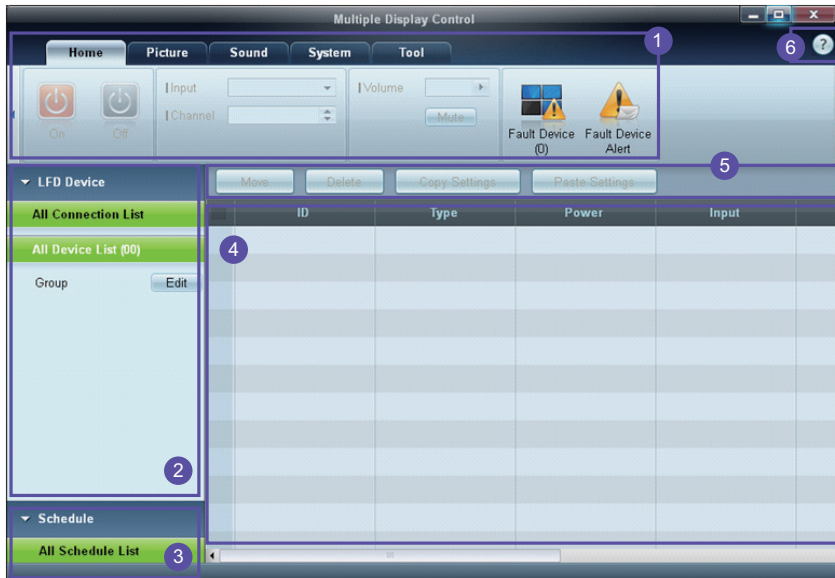 Multiple Display Control
Home Picture Sound System Tool
1
6 ?
Input
Channel
Volume
Mute
On Off
Fault Device
(0)
Fault Device
Alert
5
LFD Device
Move Delete Copy Settings Paste Settings
All Connection List
ID Type Power Input
All Device List (00)
4
Group Edit
2
Schedule
All Schedule List
3